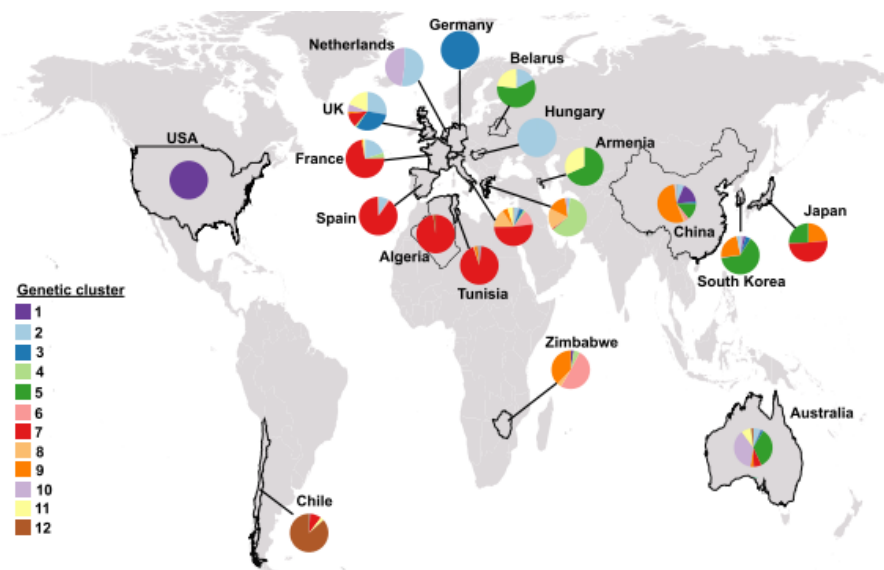 Germany
Netherlands
Belarus
UK
Hungary
USA
Armenia
France
Spain
China
Japan
Algeria
South Korea
Tunisia
Genetic cluster
1
2
3
4
5
6
7
8
9
10
11
12
Zimbabwe
Australia
Chile